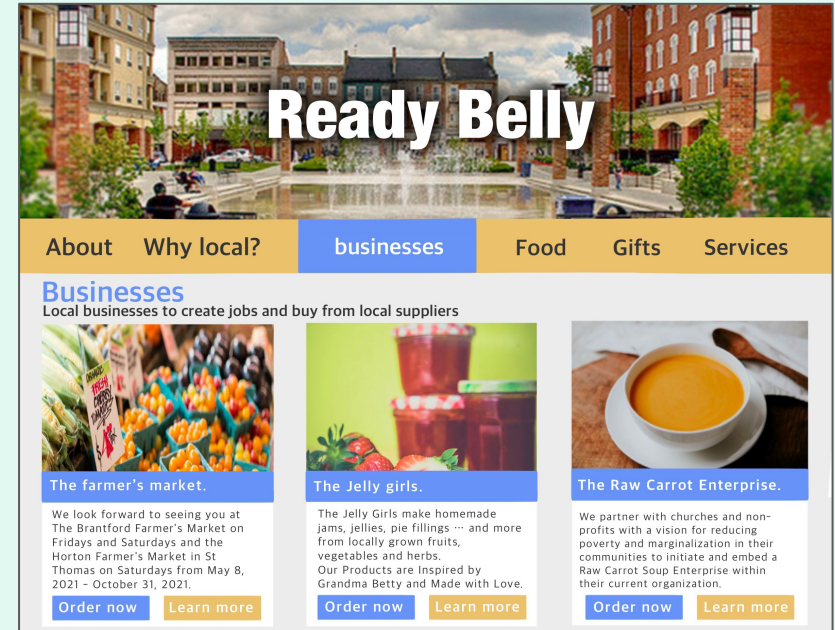 Ready Belly
About Why local? businesses Food Gifts Services
Businesses
Local businesses to create jobs and buy from local suppliers
The farmer's market.
We look forward to seeing you at
The Brantford Farmer's Market on
Fridays and Saturdays and the
Horton Farmer's Market in St
Thomas on Saturdays from May 8,
2021 - October 31, 2021.
Order now Learn more
The Jelly girls.
The Jelly Girls make homemade
jams, jellies, pie fillings ··· and more
from locally grown fruits,
vegetables and herbs.
Our Products are Inspired by
Grandma Betty and Made with Love.
Order now Learn more
The Raw Carrot Enterprise.
We partner with churches and non-
profits with a vision for reducing
poverty and marginalization in their
communities to initiate and embed a
Raw Carrot Soup Enterprise within
their current organization.
Order now Learn more